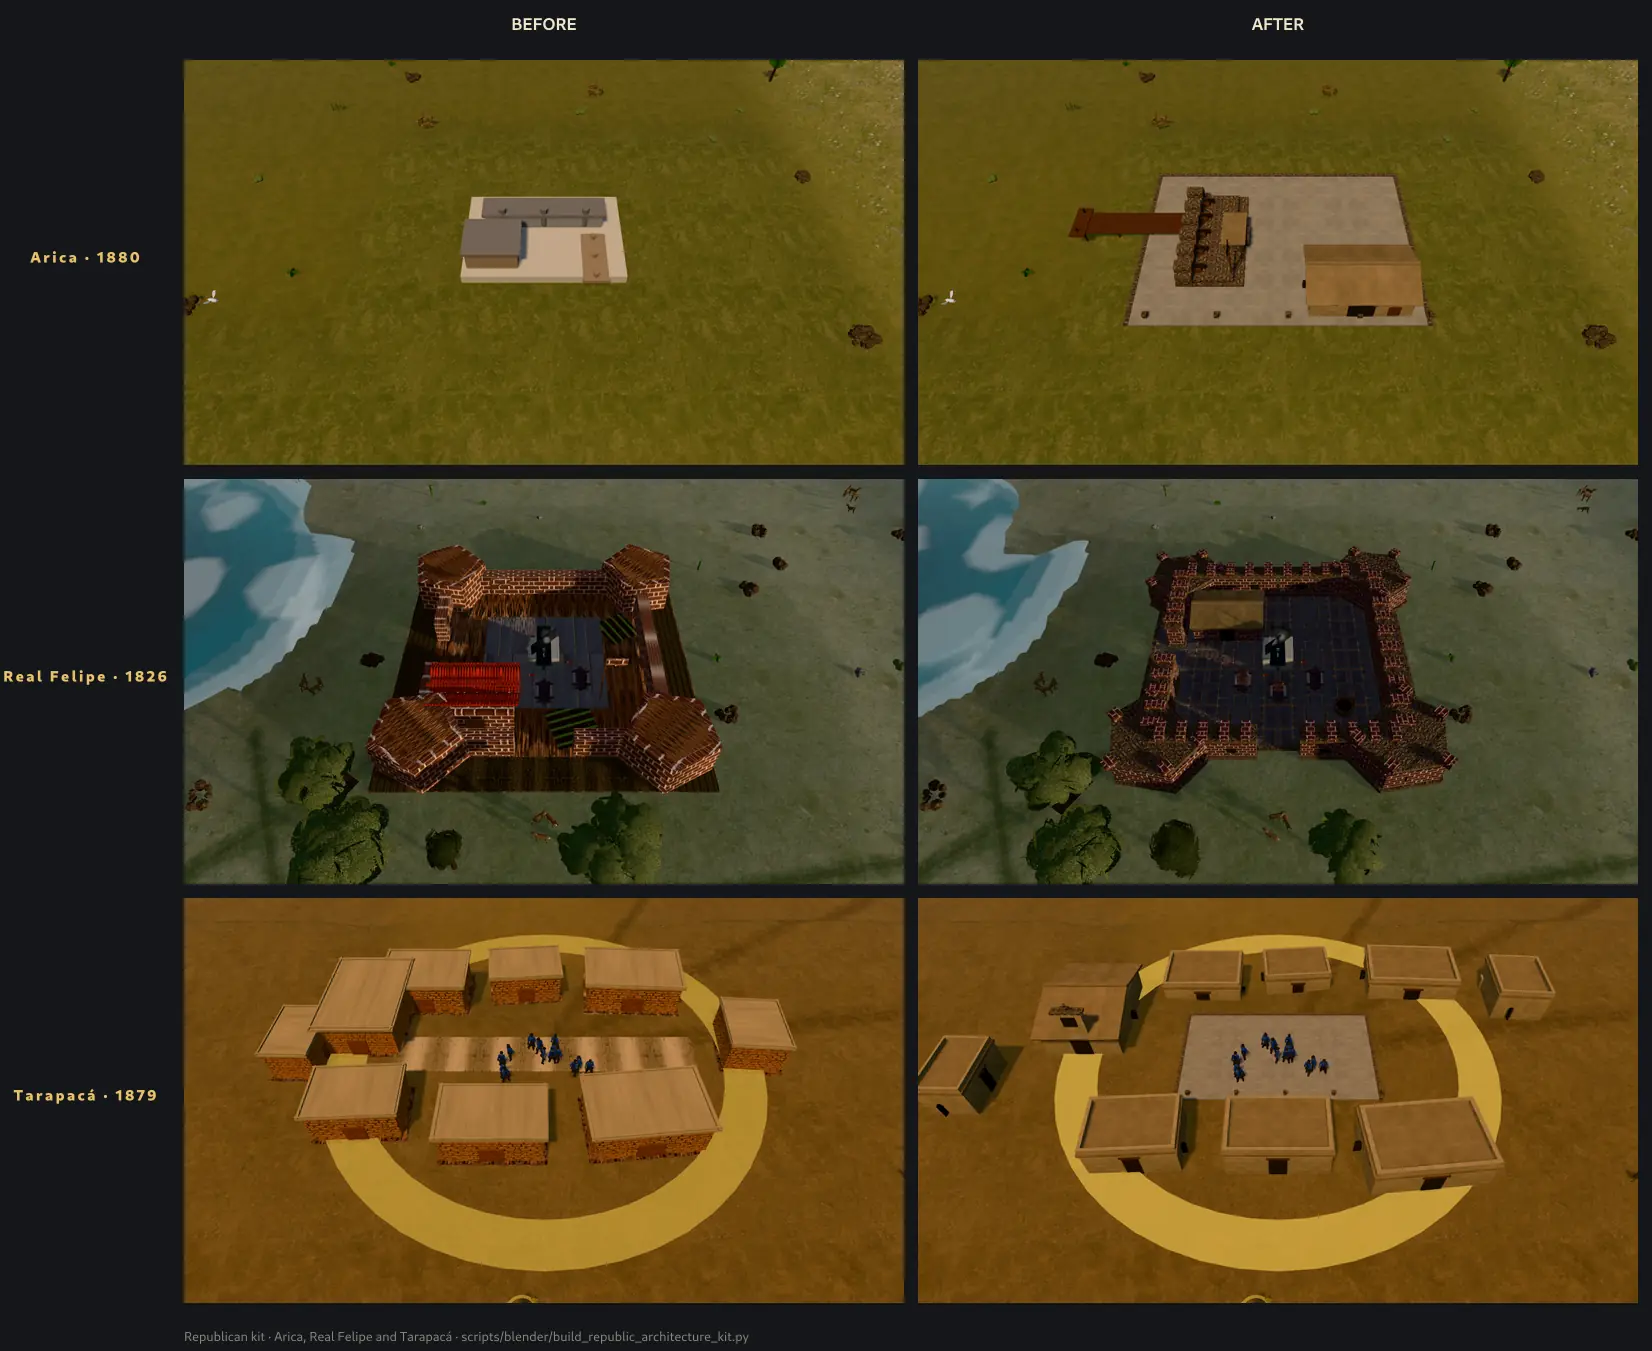 BEFORE
AFTER
Arica · 1880
Real Felipe · 1826
Tarapacá · 1879
Republican kit · Arica, Real Felipe and Tarapacá · scripts/blender/build_republic_architecture_kit.py